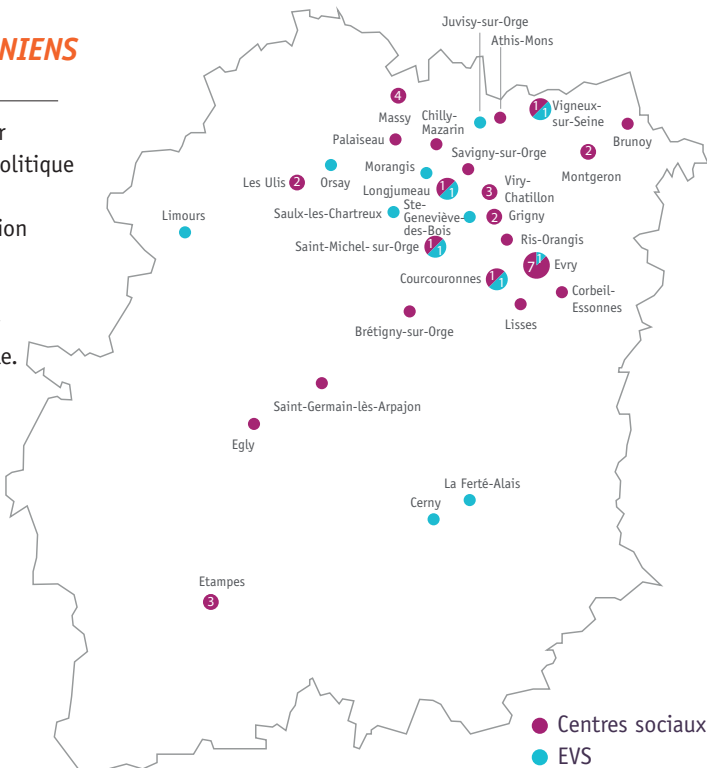 NIENS
r
olitique
ion
e.
Juvisy-sur-Orge
Athis-Mons
4
Massy
Chilly-
Mazarin
1
1
Vigneux-
sur-Seine
Brunoy
Palaiseau
Savigny-sur-Orge
2
Montgeron
Les Ulis
2
Orsay
Morangis
Longjumeau
1
1
3
Viry-
Chatillon
Limours
Saulx-les-Chartreux
Ste-
Geneviève-
des-Bois
2
Grigny
Saint-Michel- sur-Orge
1
1
Ris-Orangis
7
1
Evry
Courcouronnes
1
1
Corbeil-
Essonnes
Lisses
Brétigny-sur-Orge
Saint-Germain-lès-Arpajon
Egly
La Ferté-Alais
Cerny
Etampes
3
Centres sociaux
EVS